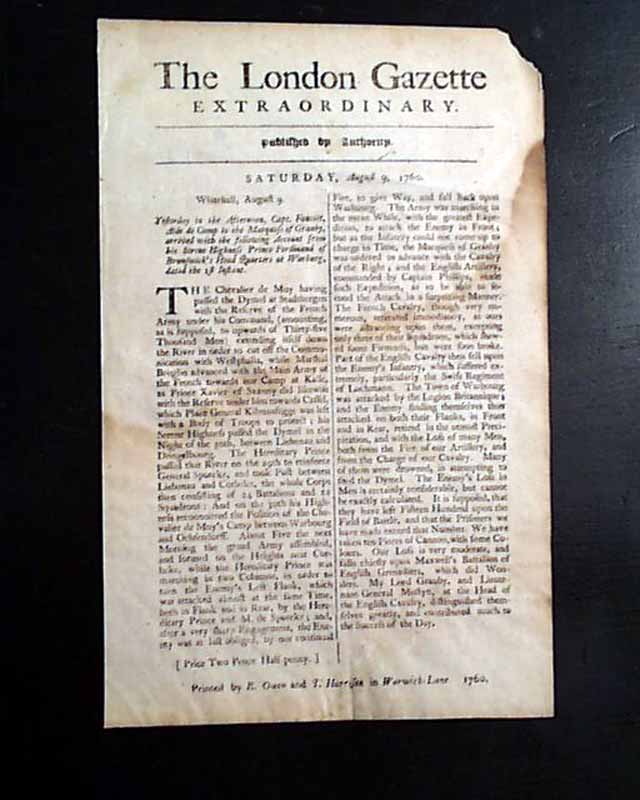 The London Gazette
EXTRAORDINARY.
Published by Authority.
SATURDAY, August 9, 1760.
Whitehall, August 9.
Yesterday in the Afternoon, Capt. Faucitt,
Aide de Camp to the Marquess of Granby,
arrived with the following Account from
his Serene Highness Prince Ferdinand of
Brunswick's Head Quarters at Warburg,
dated the 1st Instant.
THE Chevalier de Muy having
passed the Dymel at Stadtbergen
with the Reserve of the French
Army under his Command, (amounting,
as is supposed, to upwards of Thirty-five
Thousand Men) extended itself down
the River in order to cut off the Commu-
nication with Westphalia, while Marshal
Broglio advanced with the Main Army of
the French towards our Camp at Kalle,
as Prince Xavier of Saxony did likewise
with the Reserve under him towards Cassel,
which Place General Kilmansegge was left
with a Body of Troops to protect; his
Serene Highness passed the Dymel in the
Night of the 30th, between Liebenau and
The Hereditary Prince
passed that River on the 29th to reinforce
General Sporcke, and took Post between
Liebenau and Corbeke, the whole Corps
then consisting of 24 Battalions and 22
Squadrons: And on the 30th his High-
ness reconnoitred the Position of the Che-
valier de Muy's Camp between Warbourg
and Ochsendorff. About Five the next
Morning the grand Army assembled,
and formed on the Heights near Cor-
beke, while the Hereditary Prince was
marching in two Columns, in order to
turn the Enemy's Left Flank, which
was attacked almost at the same Time,
both in Flank and in Rear, by the Here-
ditary Prince and M. de Sporcke; and,
after a very sharp Engagement, the Ene-
my was at last obliged, by our continual
[ Price Two Pence Half-penny. ]
Fire, to give Way, and fall back upon
Warbourg. The Army was marching in
the mean While, with the greatest Expe-
dition, to attack the Enemy in Front;
but as the Infantry could not come up to
charge in Time, the Marquess of Granby
was ordered to advance with the Cavalry
of the Right; and the English Artillery,
commanded by Captain Phillips, made
such Expedition, as to be able to se-
cond the Attack in a surprizing Manner.
The French Cavalry, though very nu-
merous, retreated immediately, as ours
were advancing upon them, excepting
only three of their Squadrons, which shew-
ed some Firmness, but were soon broke.
Part of the English Cavalry then fell upon
the Enemy's Infantry, which suffered ex-
tremely, particularly the Swiss Regiment
of Lochmann. The Town of Warbourg
was attacked by the Legion Britannique;
and the Enemy finding themselves thus
attacked on both their Flanks, in Front
and in Rear, retired in the utmost Preci-
pitation, and with the Loss of many Men,
both from the Fire of our Artillery, and
from the Charge of our Cavalry. Many
of them were drowned, in attempting to
ford the Dymel. The Enemy's Loss in
Men is certainly considerable, but cannot
be exactly calculated. It is supposed, that
they have left Fifteen Hundred upon the
Field of Battle, and that the Prisoners we
have made exceed that Number. We have
taken ten Pieces of Cannon, with some Co-
lours. Our Loss is very moderate, and
falls chiefly upon Maxwell's Battalion of
English Grenadiers, which did Won-
ders. My Lord Granby, and Lieute-
nant General Mostyn, at the Head of
the English Cavalry, distinguished them-
selves greatly, and contributed much to
the Success of the Day.
Printed by E. Owen and T. Harrison in Warwick-Lane 1760.